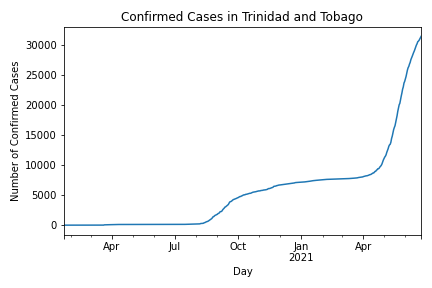 Confirmed Cases in Trinidad and Tobago
Number of Confirmed Cases
30000
25000
20000
15000
10000
5000
0
Apr
Jul
Oct
Jan
2021
Apr
Day